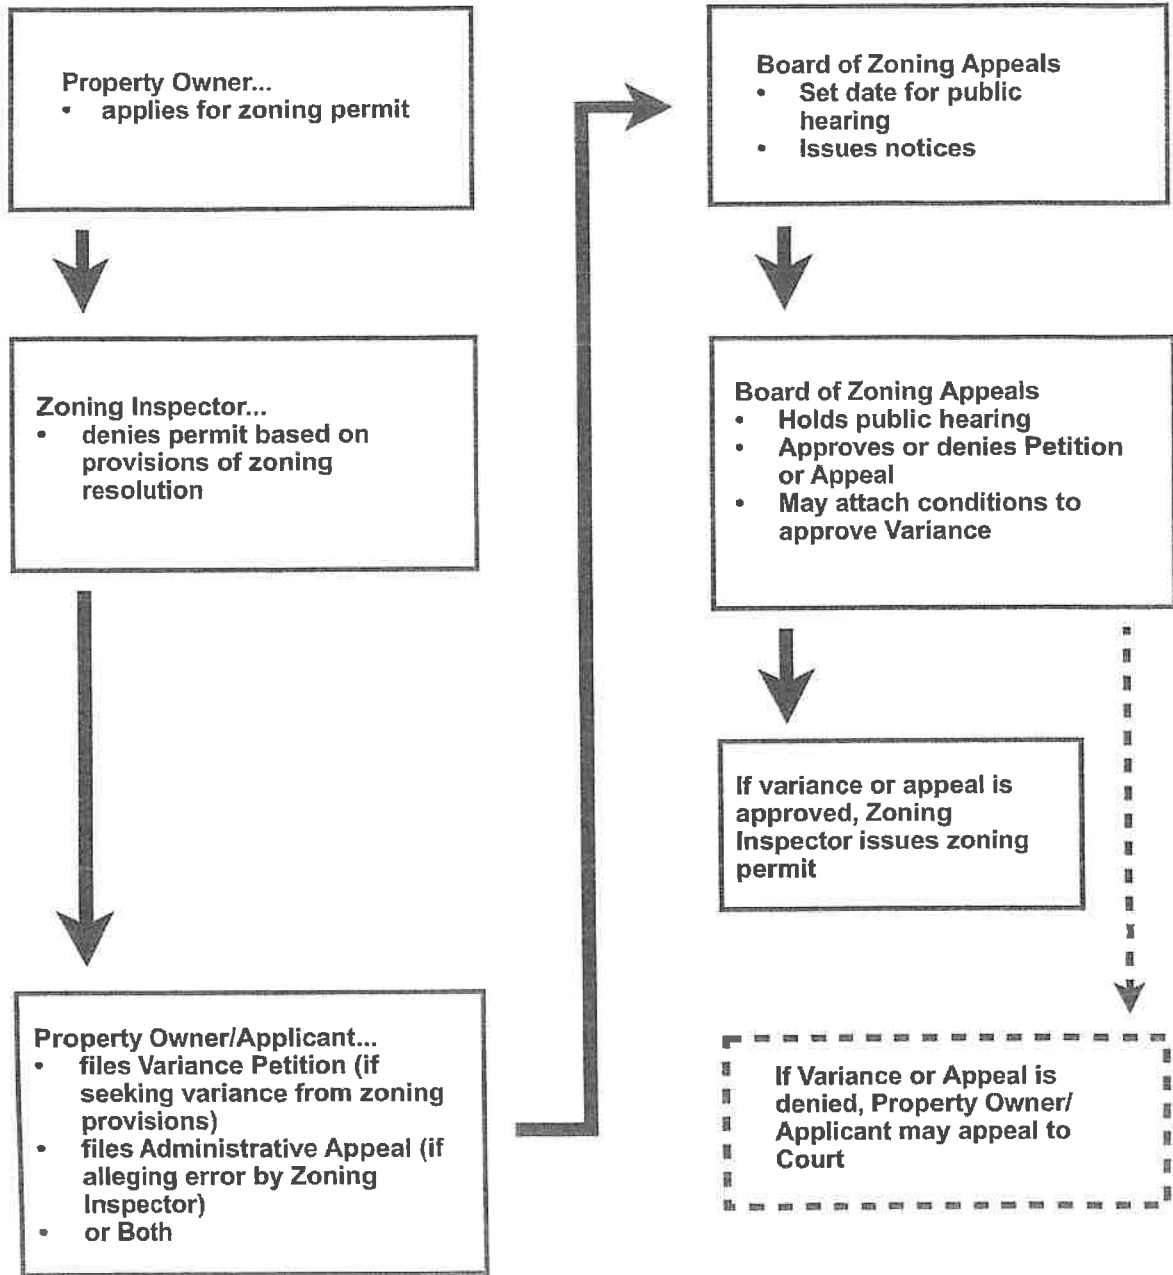 Property Owner...
• applies for zoning permit
Zoning Inspector...
• denies permit based on
provisions of zoning
resolution
Property Owner/Applicant...
• files Variance Petition (if
seeking variance from zoning
provisions)
• files Administrative Appeal (if
alleging error by Zoning
Inspector)
• or Both
Board of Zoning Appeals
• Set date for public
hearing
• Issues notices
Board of Zoning Appeals
• Holds public hearing
• Approves or denies Petition
or Appeal
• May attach conditions to
approve Variance
If variance or appeal is
approved, Zoning
Inspector issues zoning
permit
If Variance or Appeal is
denied, Property Owner/
Applicant may appeal to
Court